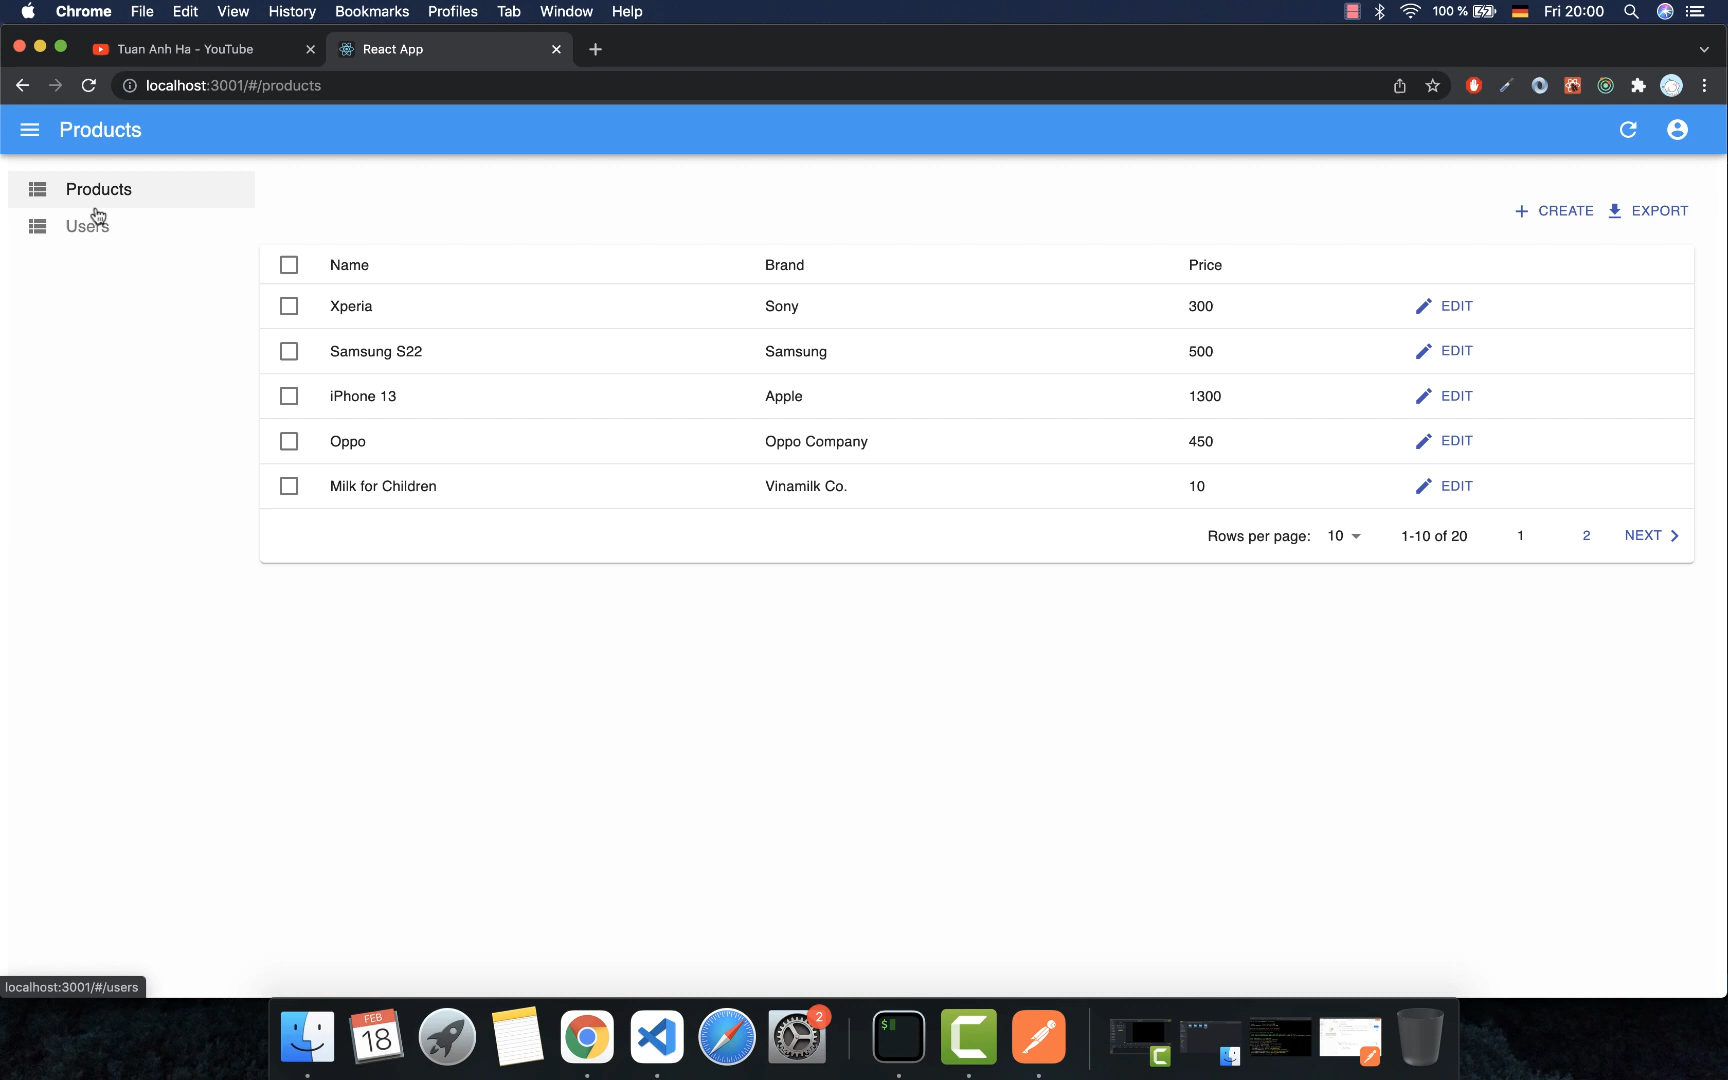 Chrome File Edit View History Bookmarks Profiles Tab Window Help 100 % Fri 20:00
Tuan Anh Ha - YouTube React App
localhost:3001/#/products
Products
Products
Users
CREATE EXPORT
Name Brand Price
Xperia Sony 300 EDIT
Samsung S22 Samsung 500 EDIT
iPhone 13 Apple 1300 EDIT
Oppo Oppo Company 450 EDIT
Milk for Children Vinamilk Co. 10 EDIT
Rows per page: 10 1-10 of 20 1 2 NEXT
localhost:3001/#/users
FEB
18
2
$